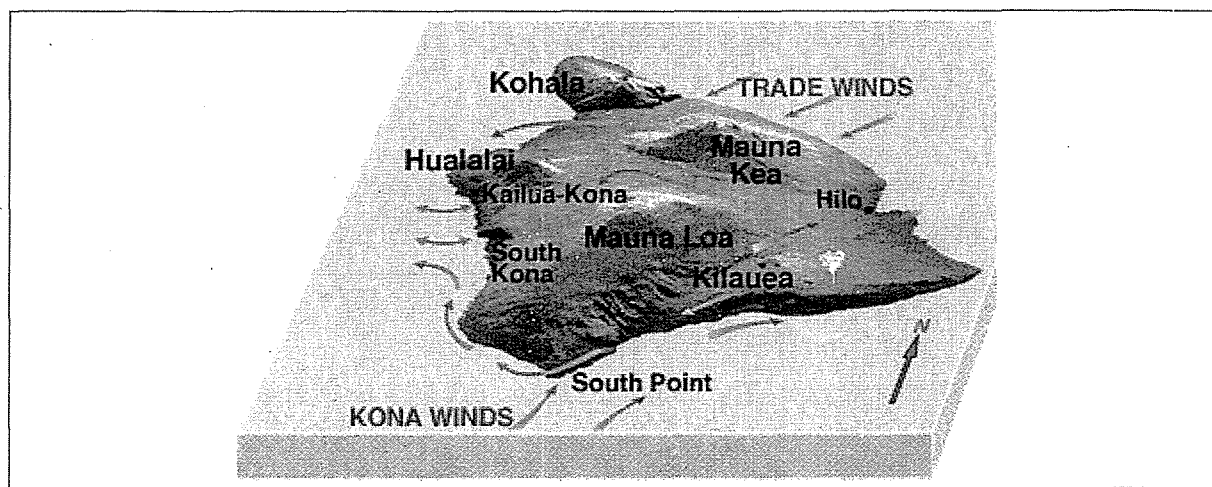 Kohala
TRADE WINDS
Mauna
Kea
Hualalai
Kailua-Kona
Hilo
Mauna Loa
South
Kona
Kilauea
N
South Point
KONA WINDS